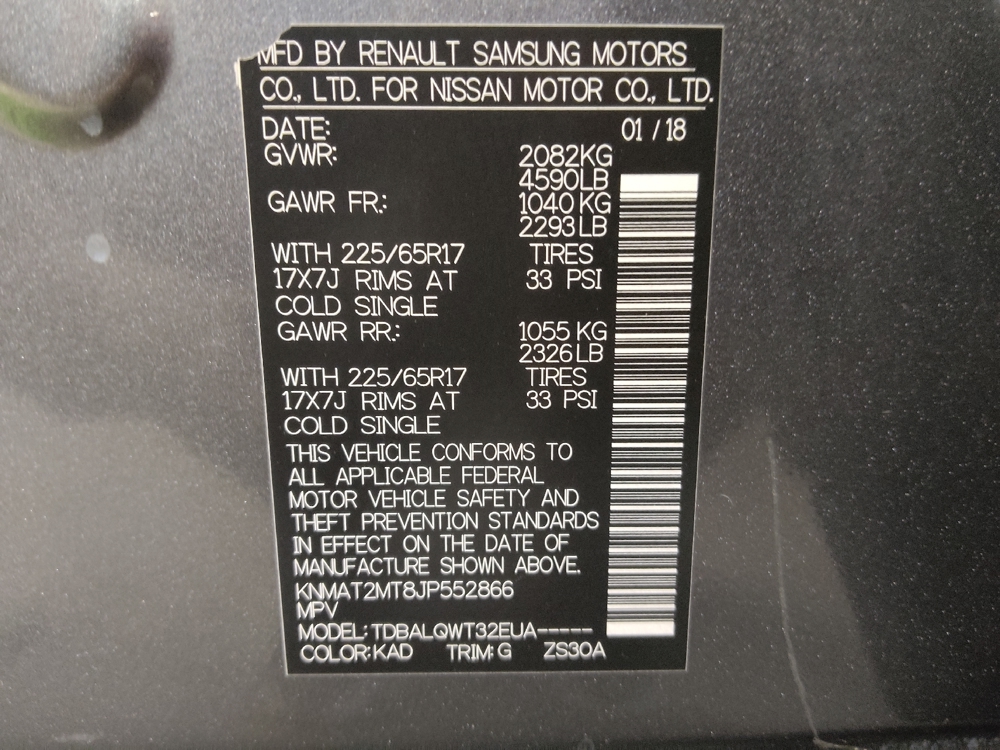 MFD BY RENAULT SAMSUNG MOTORS
CO., LTD. FOR NISSAN MOTOR CO., LTD.
DATE: 01 / 18
GVWR: 2082KG
4590LB
GAWR FR.: 1040 KG
2293 LB
WITH 225/65R17 TIRES
17X7J RIMS AT 33 PSI
COLD SINGLE
GAWR RR.: 1055 KG
2326 LB
WITH 225/65R17 TIRES
17X7J RIMS AT 33 PSI
COLD SINGLE
THIS VEHICLE CONFORMS TO
ALL APPLICABLE FEDERAL
MOTOR VEHICLE SAFETY AND
THEFT PREVENTION STANDARDS
IN EFFECT ON THE DATE OF
MANUFACTURE SHOWN ABOVE.
KNMAT2MT8JP552866
MPV
MODEL: TDBALQWT32EUA-----
COLOR: KAD TRIM: G ZS30A